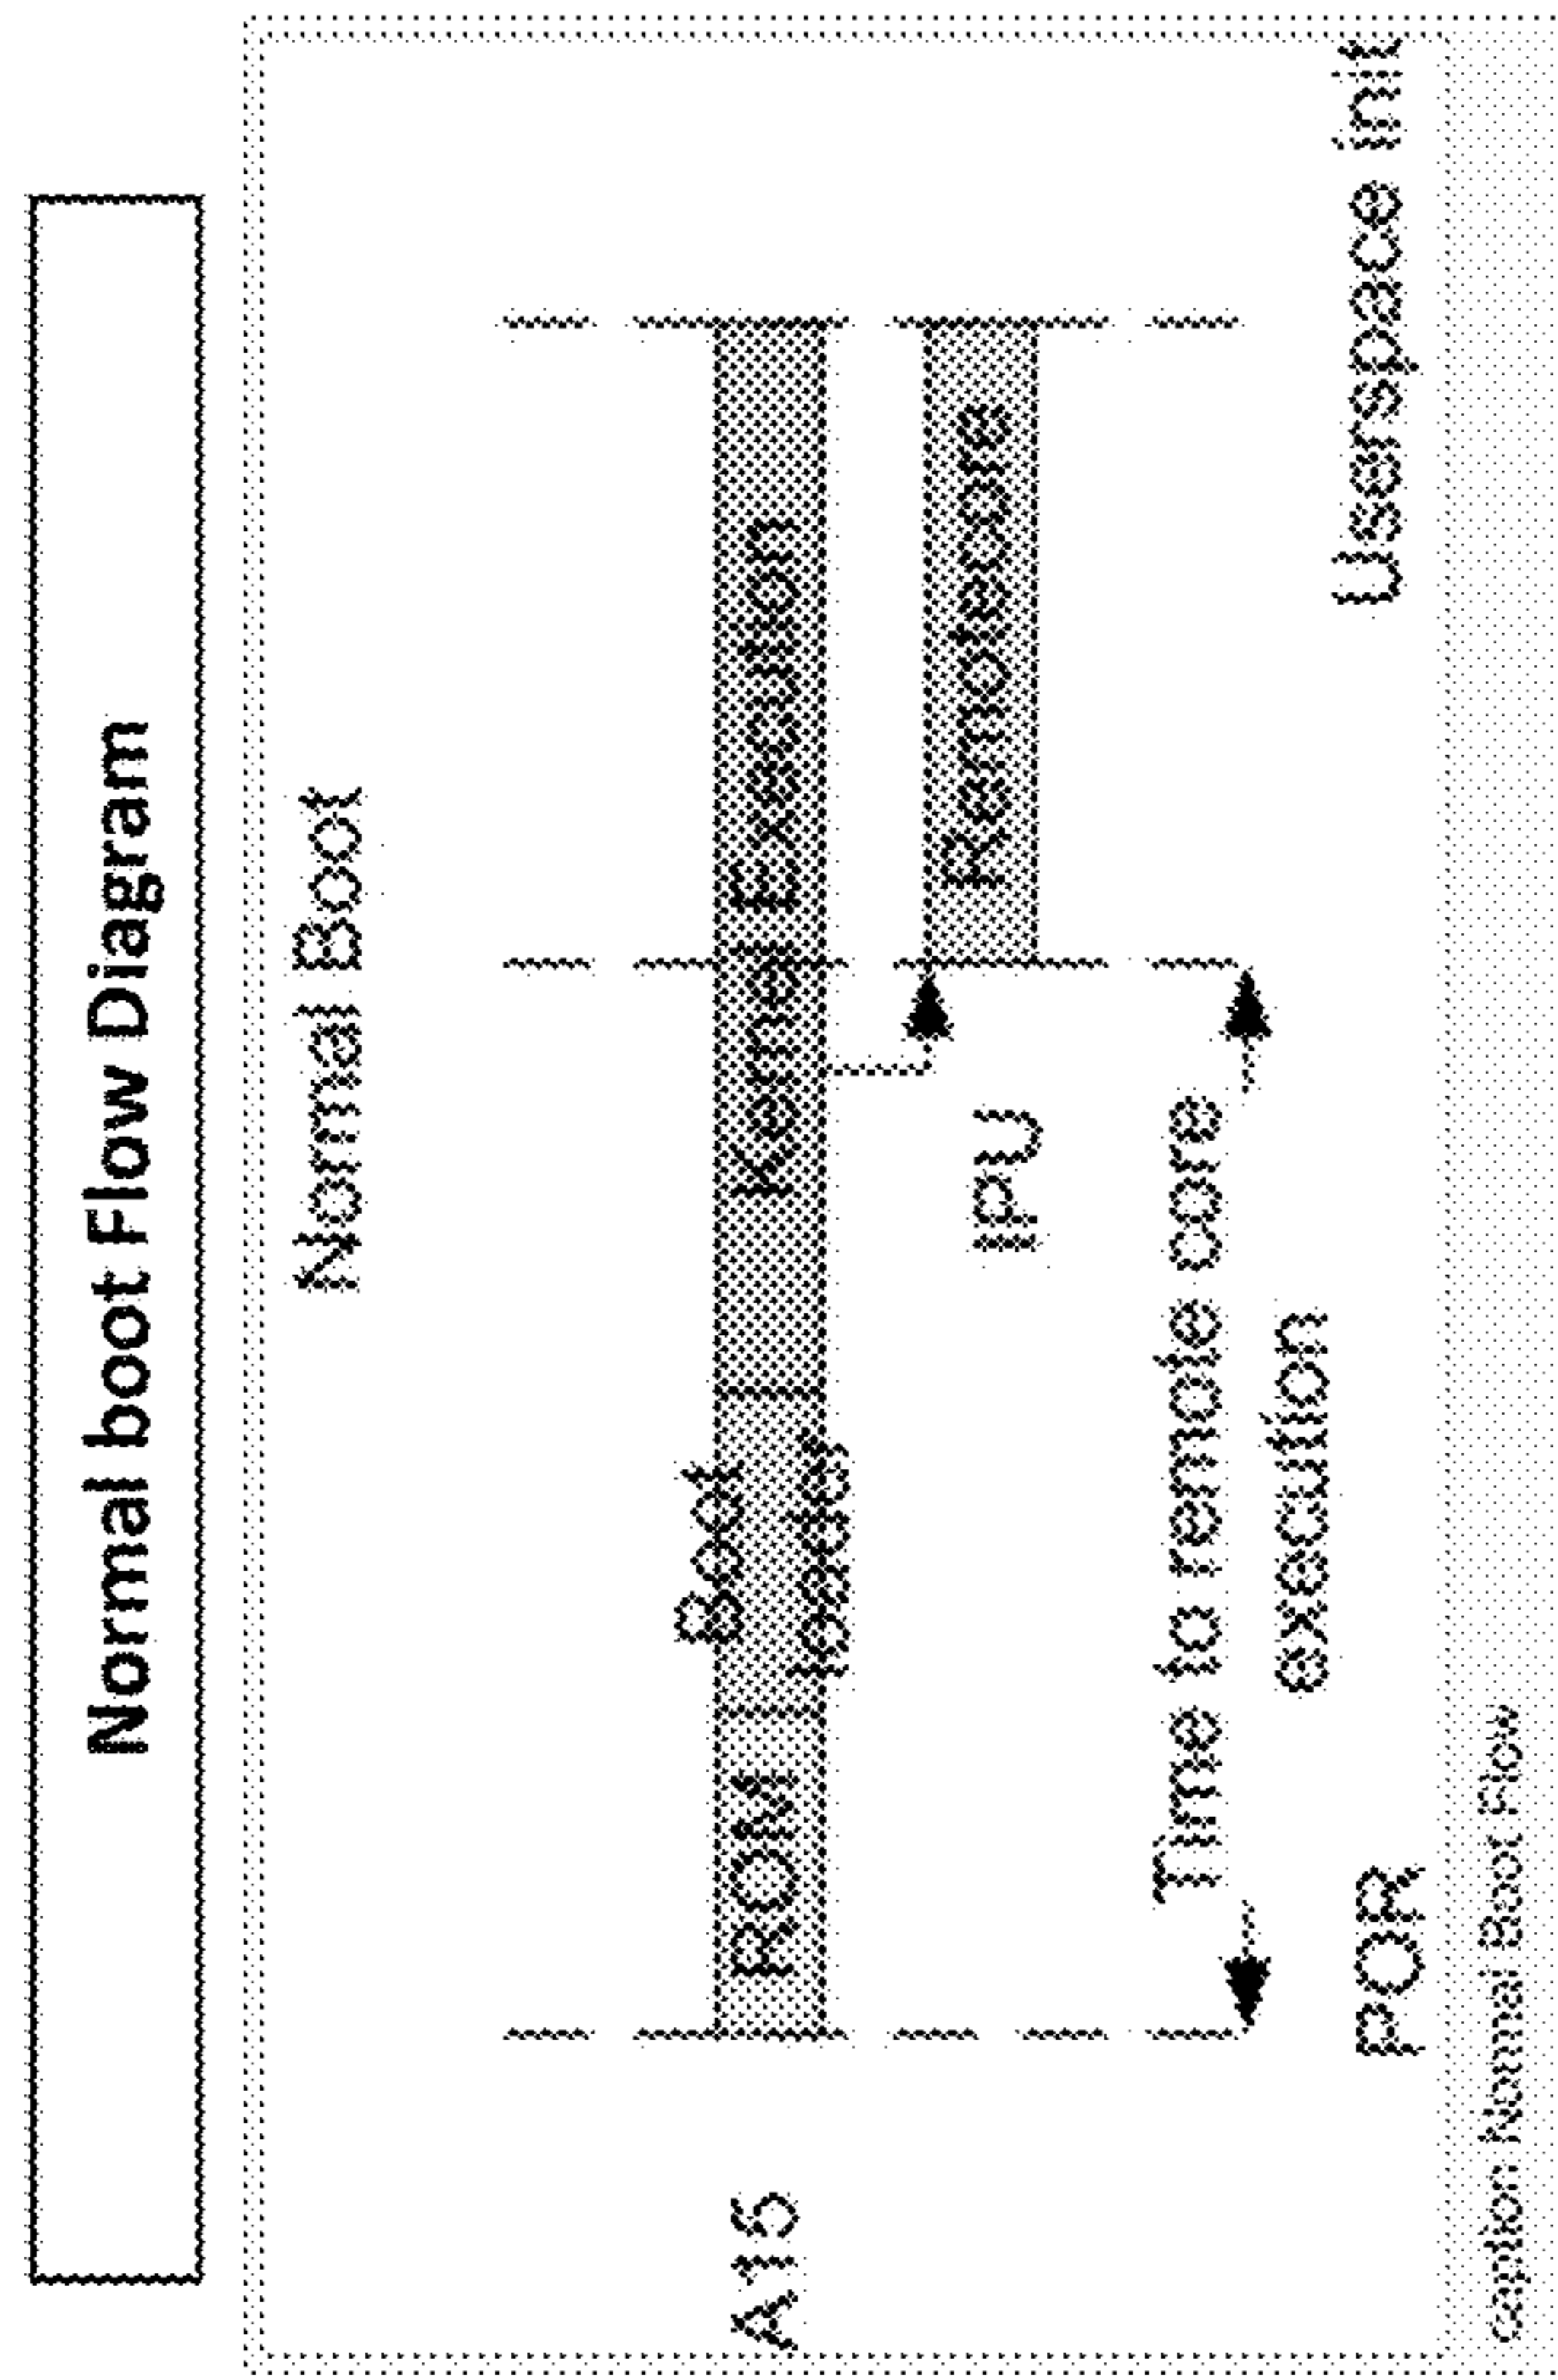 Normal boot Flow Diagram
Normal Boot
A15
ROM
Boot
loader
Kernel Execution
IPU
Remotecore
Time to remote core
execution
POR
Userspace init
caption Normal Boot Flow